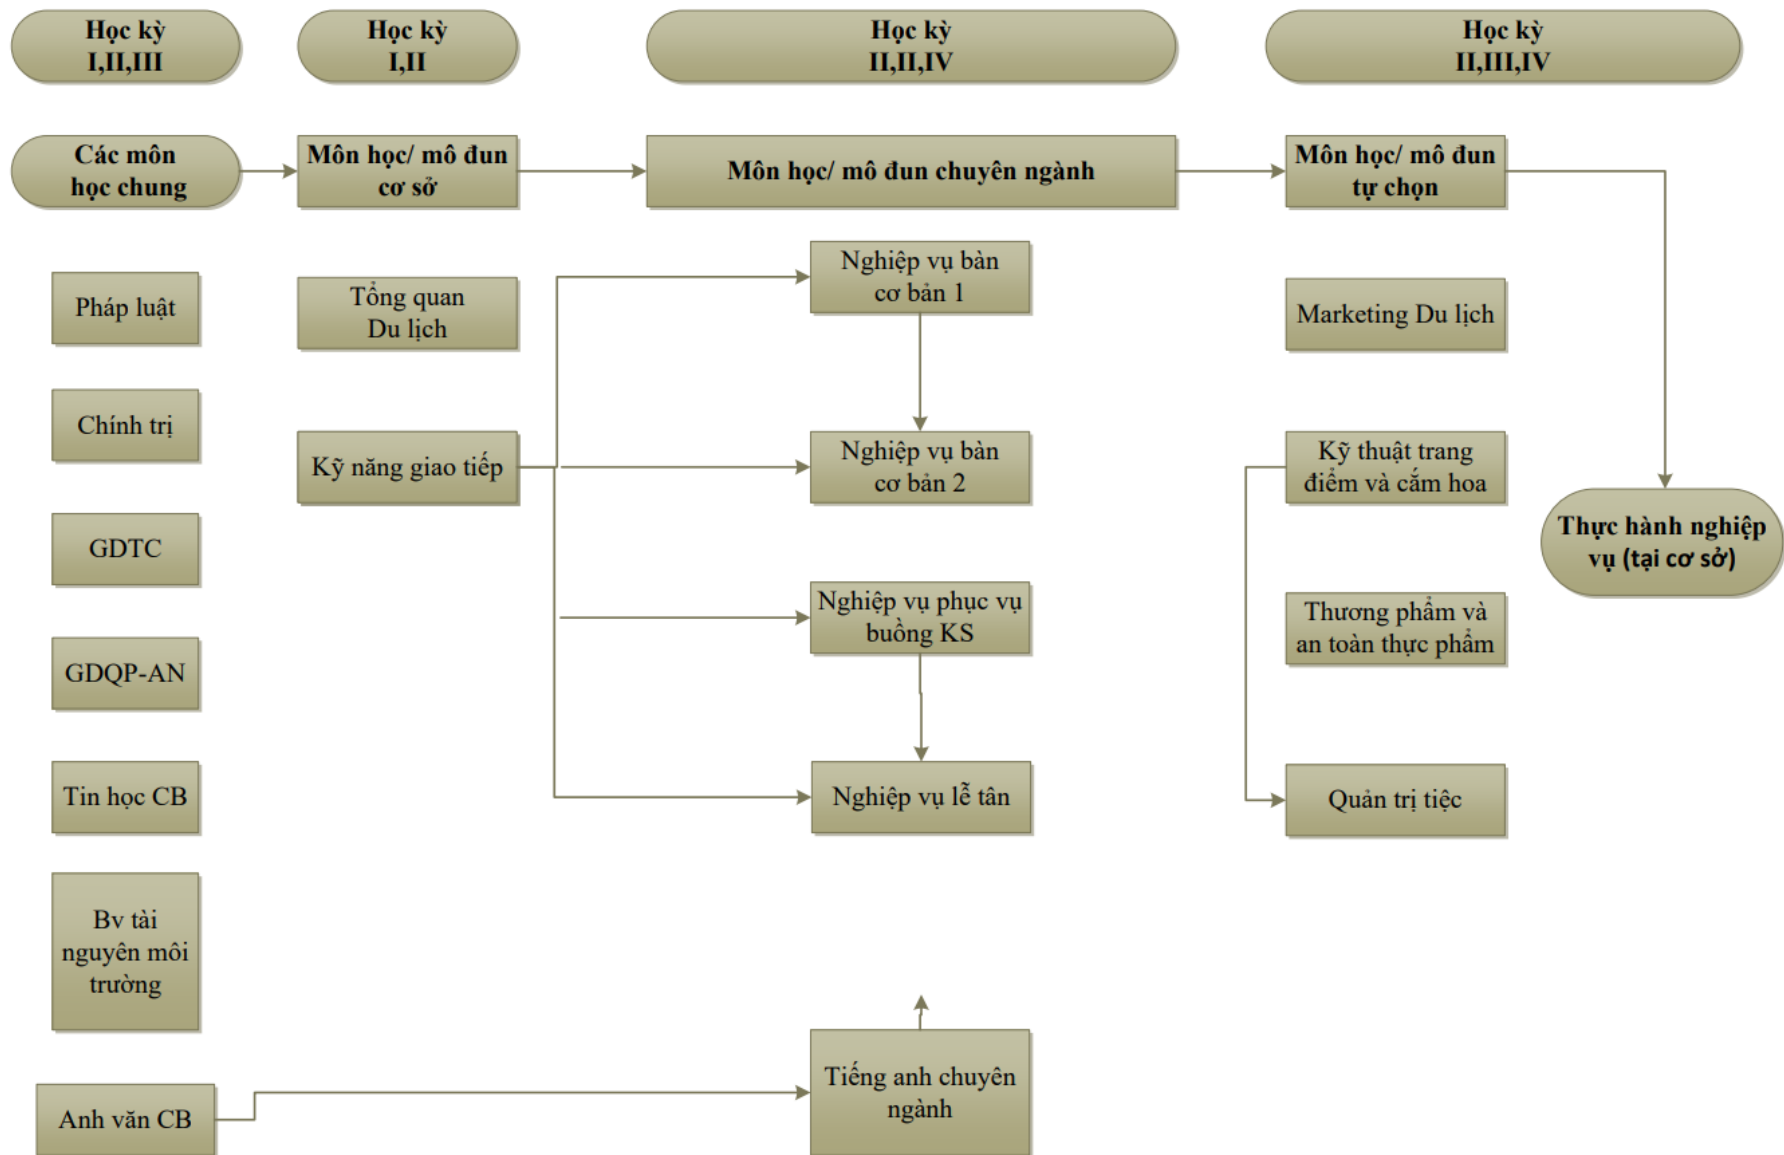 Học kỳ
I,II,III
Học kỳ
I,II
Học kỳ
II,II,IV
Học kỳ
II,III,IV
Các môn
học chung
Môn học/ mô đun
cơ sở
Môn học/ mô đun chuyên ngành
Môn học/ mô đun
tự chọn
Pháp luật
Chính trị
GDTC
GDQP-AN
Tin học CB
Bv tài
nguyên môi
trường
Anh văn CB
Tổng quan
Du lịch
Kỹ năng giao tiếp
Nghiệp vụ bàn
cơ bản 1
Nghiệp vụ bàn
cơ bản 2
Nghiệp vụ phục vụ
buồng KS
Nghiệp vụ lễ tân
Tiếng anh chuyên
ngành
Marketing Du lịch
Kỹ thuật trang
điểm và cắm hoa
Thương phẩm và
an toàn thực phẩm
Quản trị tiệc
Thực hành nghiệp
vụ (tại cơ sở)